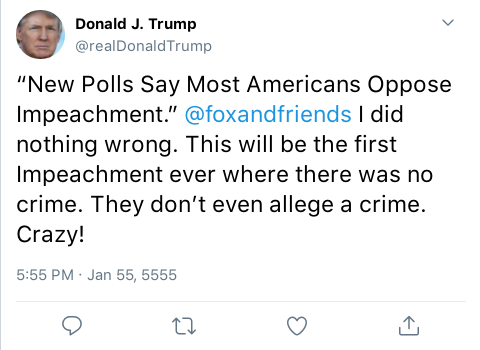 Donald J. Trump
@realDonaldTrump
“New Polls Say Most Americans Oppose
Impeachment.” @foxandfriends I did
nothing wrong. This will be the first
Impeachment ever where there was no
crime. They don’t even allege a crime.
Crazy!
5:55 PM · Jan 55, 5555